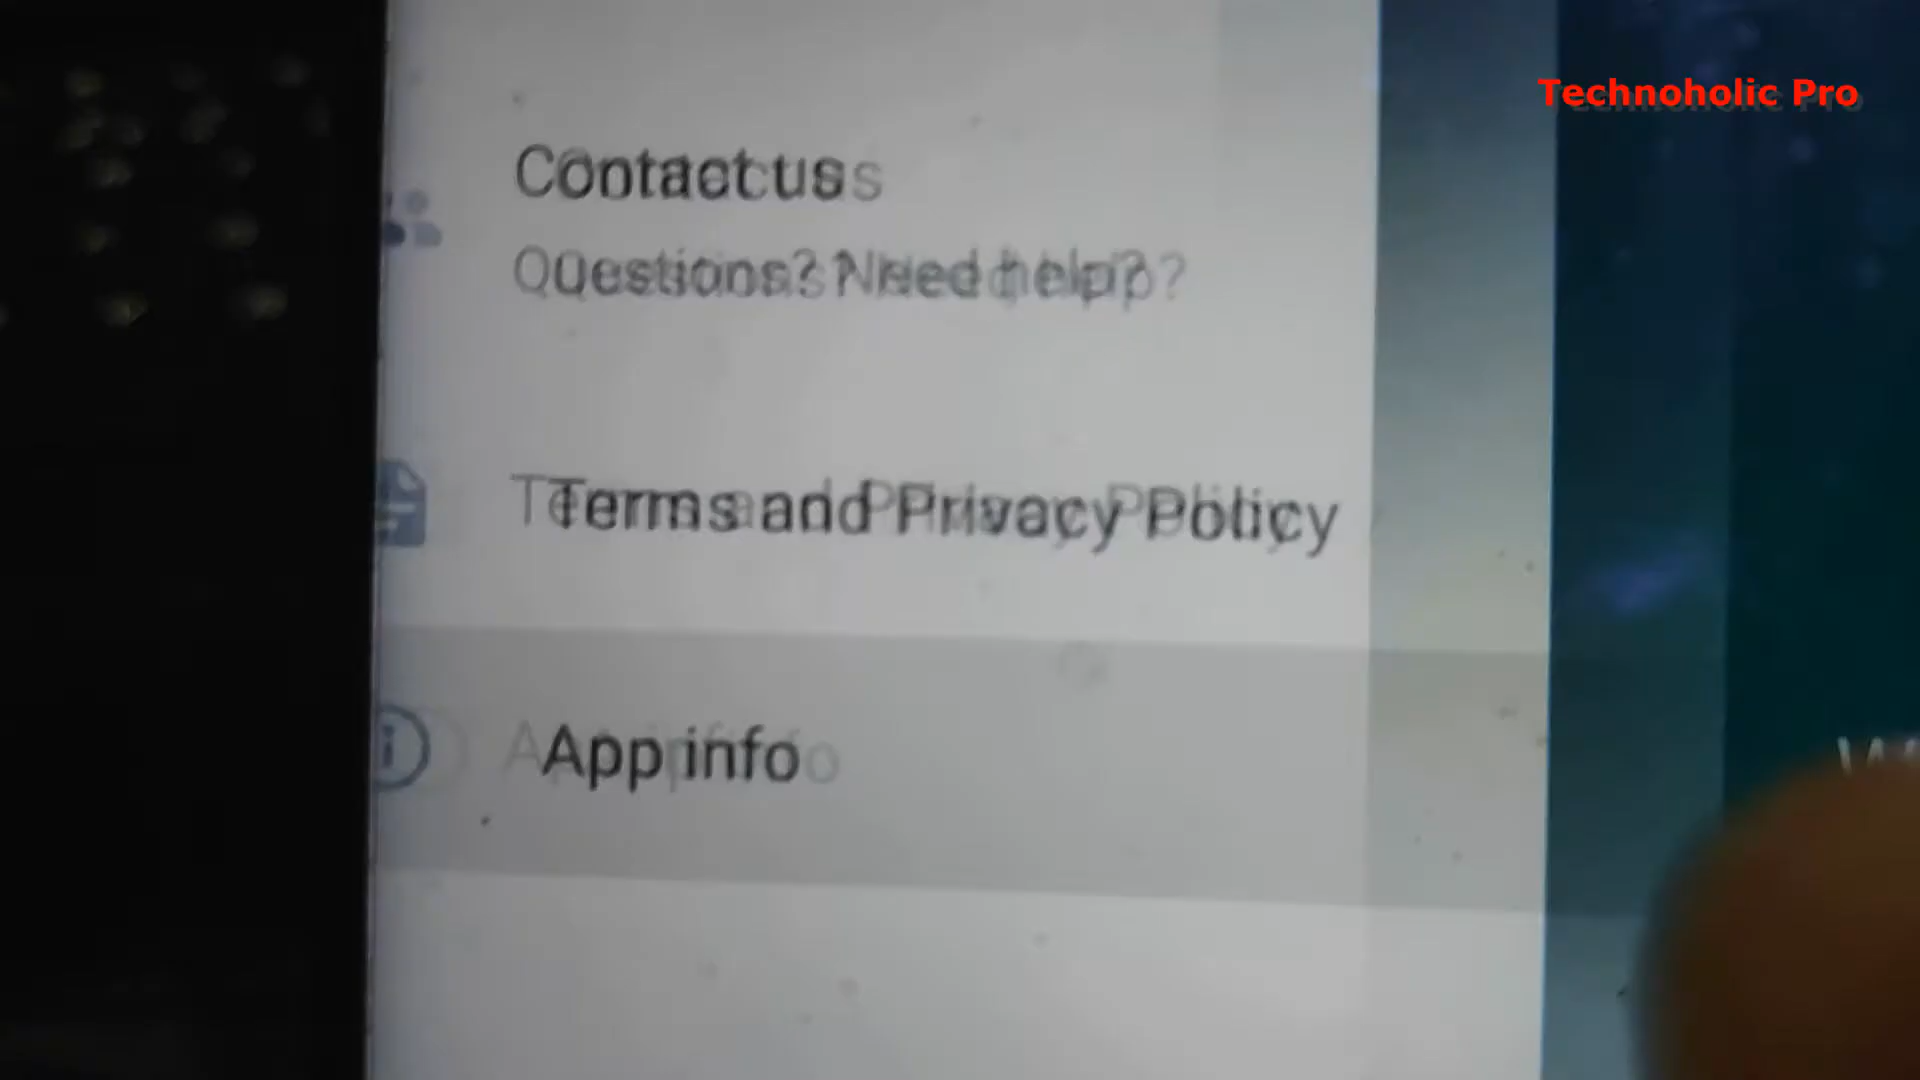 Technoholic Pro
Contact us
Questions? Need help?
Terms and Privacy Policy
App info